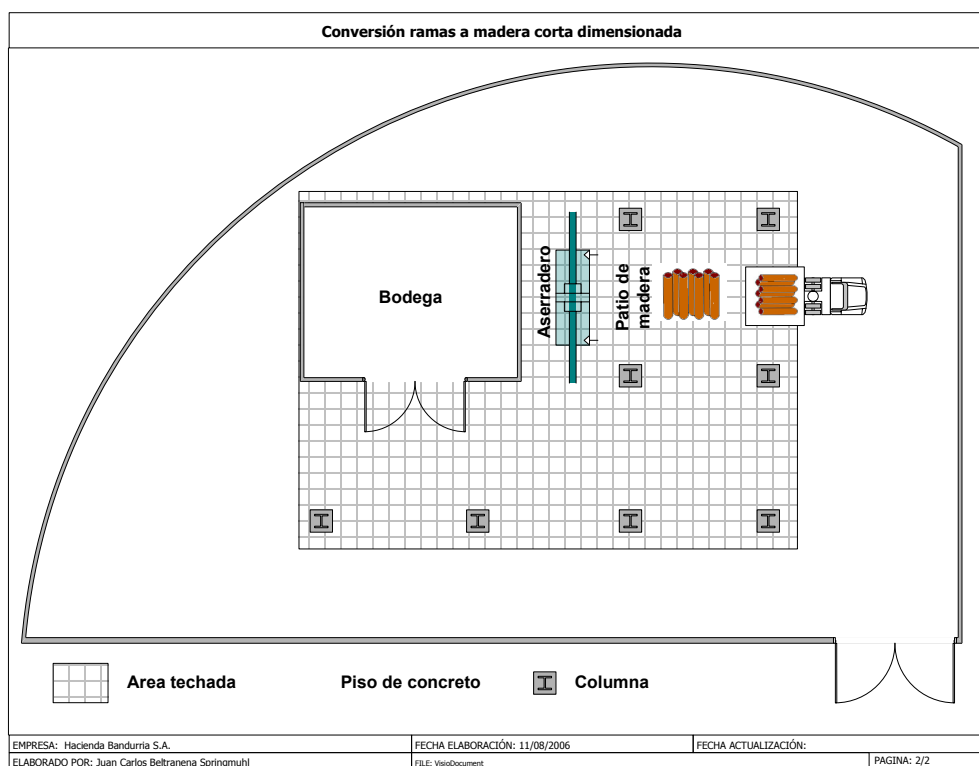 Conversión ramas a madera corta dimensionada
Bodega
Aserradero
Patio de
madera
Area techada
Piso de concreto
Columna
EMPRESA: Hacienda Bandurria S.A.
FECHA ELABORACIÓN: 11/08/2006
FECHA ACTUALIZACIÓN:
ELABORADO POR: Juan Carlos Beltranena Springmuhl
FILE: VisioDocument
PAGINA: 2/2